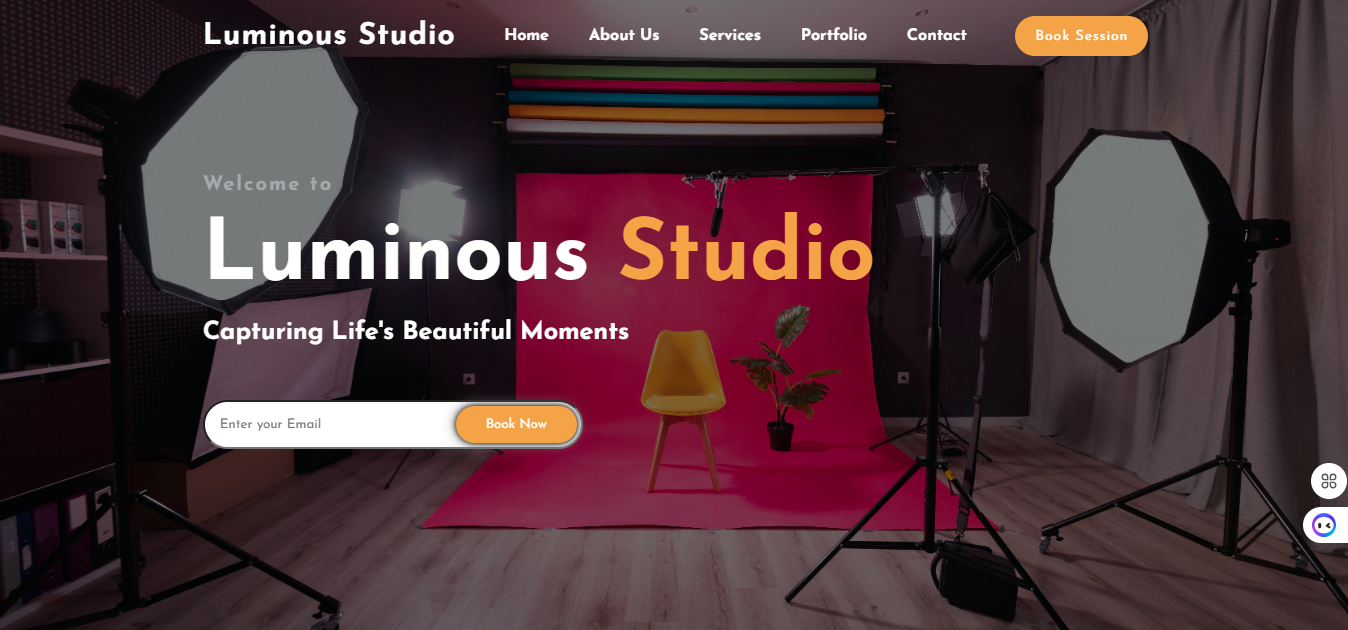 Luminous Studio Home About Us Services Portfolio Contact Book Session
Welcome to
Luminous Studio
Capturing Life's Beautiful Moments
Enter your Email Book Now